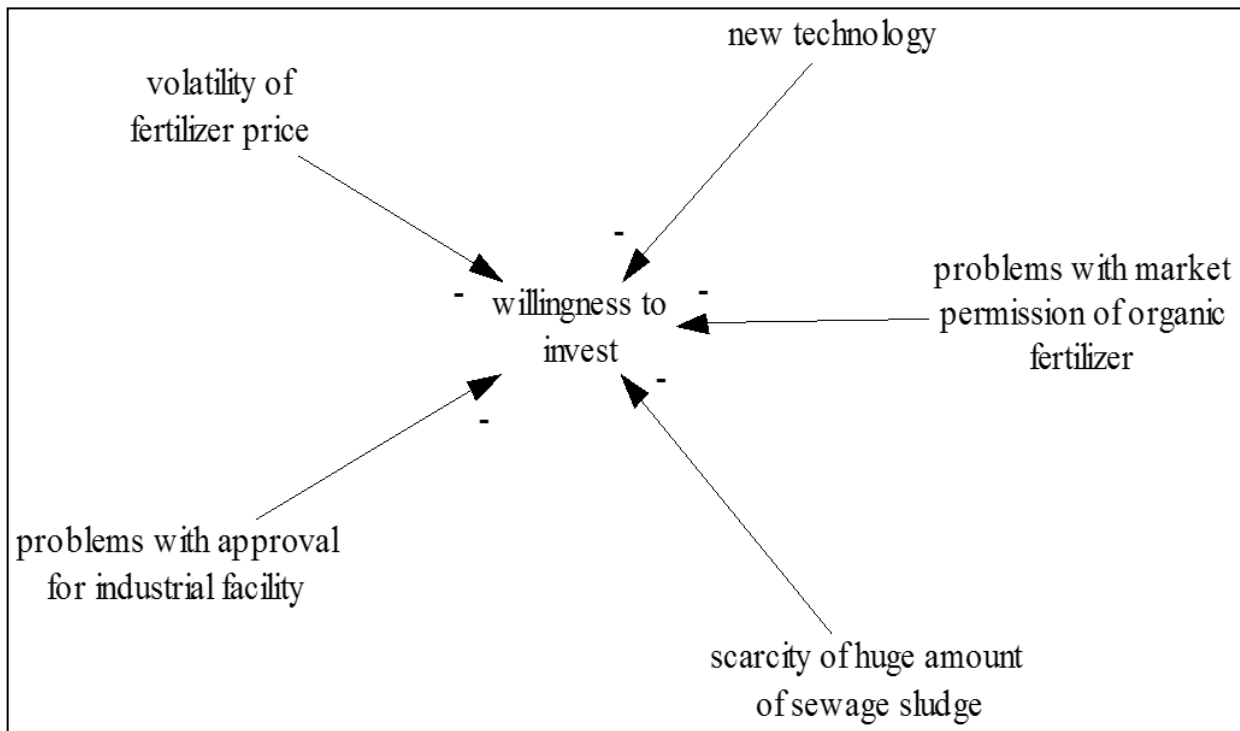 new technology
volatility of
fertilizer price
-
-
-
problems with market
permission of organic
fertilizer
willingness to
invest
-
-
problems with approval
for industrial facility
scarcity of huge amount
of sewage sludge